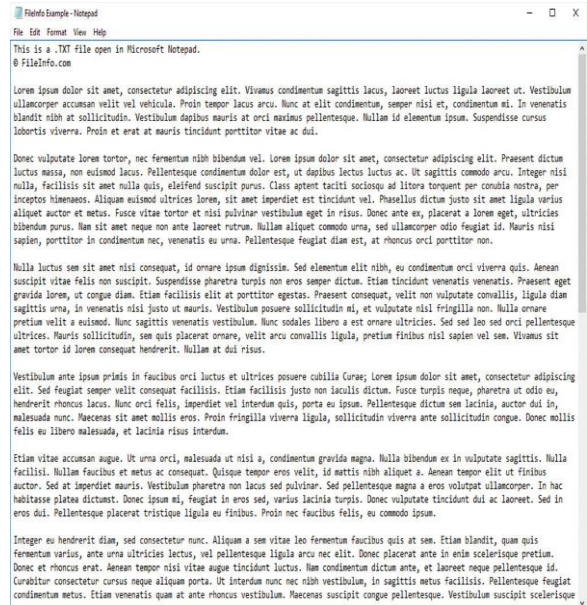 FileInfo Example - Notepad
File Edit Format View Help
This is a .TXT file open in Microsoft Notepad.
© FileInfo.com
Lorem ipsum dolor sit amet, consectetur adipiscing elit. Vivamus condimentum sagittis lacus, laoreet luctus ligula laoreet ut. Vestibulum
ullamcorper accumsan velit vel vehicula. Proin tempor lacus arcu. Nunc at elit condimentum, semper nisi et, condimentum mi. In venenatis
blandit nibh at sollicitudin. Vestibulum dapibus mauris at orci maximus pellentesque. Nullam id elementum ipsum. Suspendisse cursus
lobortis viverra. Proin et erat at mauris tincidunt porttitor vitae ac dui.
Donec vulputate lorem tortor, nec fermentum nibh bibendum vel. Lorem ipsum dolor sit amet, consectetur adipiscing elit. Praesent dictum
luctus massa, non euismod lacus. Pellentesque condimentum dolor est, ut dapibus lectus luctus ac. Ut sagittis commodo arcu. Integer nisi
nulla, facilisis sit amet nulla quis, eleifend suscipit purus. Class aptent taciti sociosqu ad litora torquent per conubia nostra, per
inceptos himenaeos. Aliquam euismod ultrices lorem, sit amet imperdiet est tincidunt vel. Phasellus dictum justo sit amet ligula varius
aliquet auctor et metus. Fusce vitae tortor et nisi pulvinar vestibulum eget in risus. Donec ante ex, placerat a lorem eget, ultricies
bibendum purus. Nam sit amet neque non ante laoreet rutrum. Nullam aliquet commodo urna, sed ullamcorper odio feugiat id. Mauris nisi
sapien, porttitor in condimentum nec, venenatis eu urna. Pellentesque feugiat diam est, at rhoncus orci porttitor non.
Nulla luctus sem sit amet nisi consequat, id ornare ipsum dignissim. Sed elementum elit nibh, eu condimentum orci viverra quis. Aenean
suscipit vitae felis non suscipit. Suspendisse pharetra turpis non eros semper dictum. Etiam tincidunt venenatis venenatis. Praesent eget
gravida lorem, ut congue diam. Etiam facilisis elit at porttitor egestas. Praesent consequat, velit non vulputate convallis, ligula diam
sagittis urna, in venenatis nisi justo ut mauris. Vestibulum posuere sollicitudin mi, et vulputate nisl fringilla non. Nulla ornare
pretium velit a euismod. Nunc sagittis venenatis vestibulum. Nunc sodales libero a est ornare ultricies. Sed sed leo sed orci pellentesque
ultrices. Mauris sollicitudin, sem quis placerat ornare, velit arcu convallis ligula, pretium finibus nisl sapien vel sem. Vivamus sit
amet tortor id lorem consequat hendrerit. Nullam at dui risus.
Vestibulum ante ipsum primis in faucibus orci luctus et ultrices posuere cubilia Curae; Lorem ipsum dolor sit amet, consectetur adipiscing
elit. Sed feugiat semper velit consequat facilisis. Etiam facilisis justo non iaculis dictum. Fusce turpis neque, pharetra ut odio eu,
hendrerit rhoncus lacus. Nunc orci felis, imperdiet vel interdum quis, porta eu ipsum. Pellentesque dictum sem lacinia, auctor dui in,
malesuada nunc. Maecenas sit amet mollis eros. Proin fringilla viverra ligula, sollicitudin viverra ante sollicitudin congue. Donec mollis
felis eu libero malesuada, et lacinia risus interdum.
Etiam vitae accumsan augue. Ut urna orci, malesuada ut nisi a, condimentum gravida magna. Nulla bibendum ex in vulputate sagittis. Nulla
facilisi. Nullam faucibus et metus ac consequat. Quisque tempor eros velit, id mattis nibh aliquet a. Aenean tempor elit ut finibus
auctor. Sed at imperdiet mauris. Vestibulum pharetra non lacus sed pulvinar. Sed pellentesque magna a eros volutpat ullamcorper. In hac
habitasse platea dictumst. Donec ipsum mi, feugiat in eros sed, varius lacinia turpis. Donec vulputate tincidunt dui ac laoreet. Sed in
eros dui. Pellentesque placerat tristique ligula eu finibus. Proin nec faucibus felis, eu commodo ipsum.
Integer eu hendrerit diam, sed consectetur nunc. Aliquam a sem vitae leo fermentum faucibus quis at sem. Etiam blandit, quam quis
fermentum varius, ante urna ultricies lectus, vel pellentesque ligula arcu nec elit. Donec placerat ante in enim scelerisque pretium.
Donec et rhoncus erat. Aenean tempor nisi vitae augue tincidunt luctus. Nam condimentum dictum ante, et laoreet neque pellentesque id.
Curabitur consectetur cursus neque aliquam porta. Ut interdum nunc nec nibh vestibulum, in sagittis metus facilisis. Pellentesque feugiat
condimentum metus. Etiam venenatis quam at ante rhoncus vestibulum. Maecenas suscipit congue pellentesque. Vestibulum suscipit scelerisque